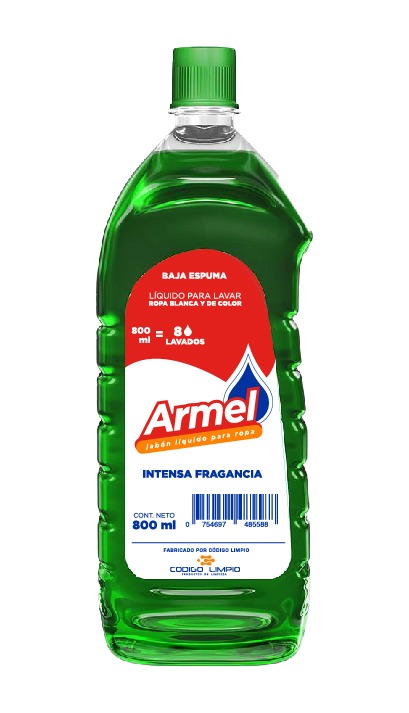 BAJA ESPUMA
LÍQUIDO PARA LAVAR
ROPA BLANCA Y DE COLOR
800 ml = 8 LAVADOS
Armel
jabón líquido para ropa
INTENSA FRAGANCIA
CONT. NETO
800 ml
0 754697 485588
FABRICADO POR CÓDIGO LIMPIO
CÓDIGO LIMPIO
PRODUCTOS DE LIMPIEZA